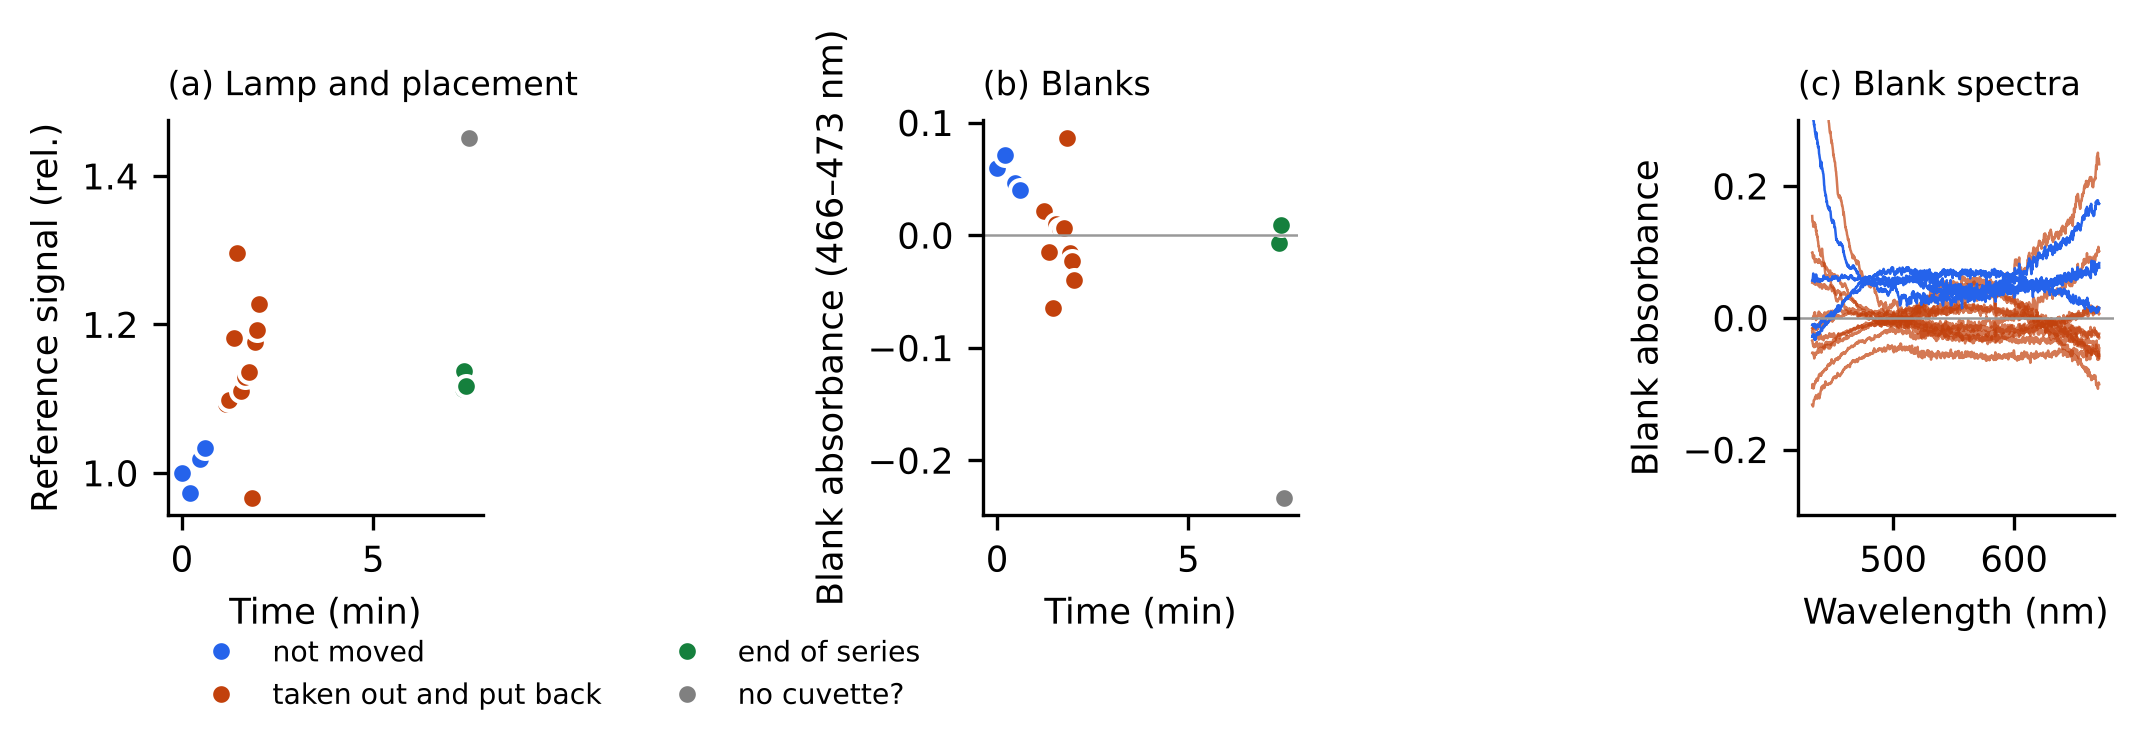 (a) Lamp and placement
Reference signal (rel.)
1.4
1.2
1.0
0
5
Time (min)
(b) Blanks
Blank absorbance (466–473 nm)
0.1
0.0
−0.1
−0.2
0
5
Time (min)
(c) Blank spectra
Blank absorbance
0.2
0.0
−0.2
500
600
Wavelength (nm)
not moved
taken out and put back
end of series
no cuvette?